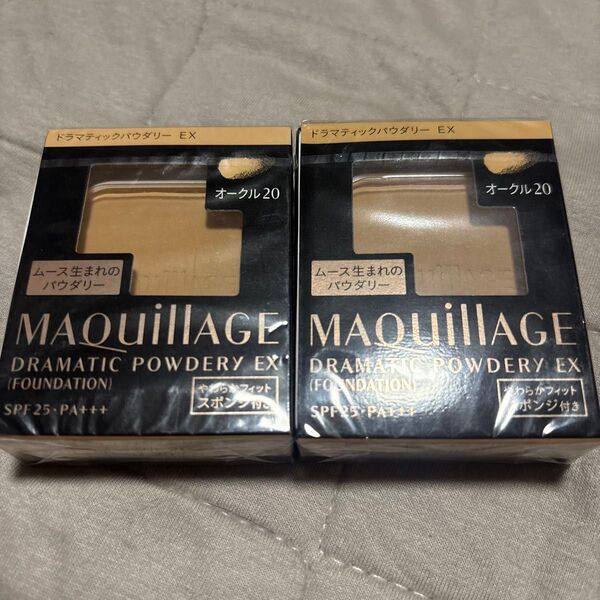 ドラマティックパウダリー EX
オークル20
ムース生まれの
パウダリー
MAQuillAGE
DRAMATIC POWDERY EX
(FOUNDATION)
やわらかフィット
スポンジ付き
SPF25・PA+++
ドラマティックパウダリー EX
オークル20
ムース生まれの
パウダリー
MAQuillAGE
DRAMATIC POWDERY EX
(FOUNDATION)
やわらかフィット
スポンジ付き
SPF25・PA+++